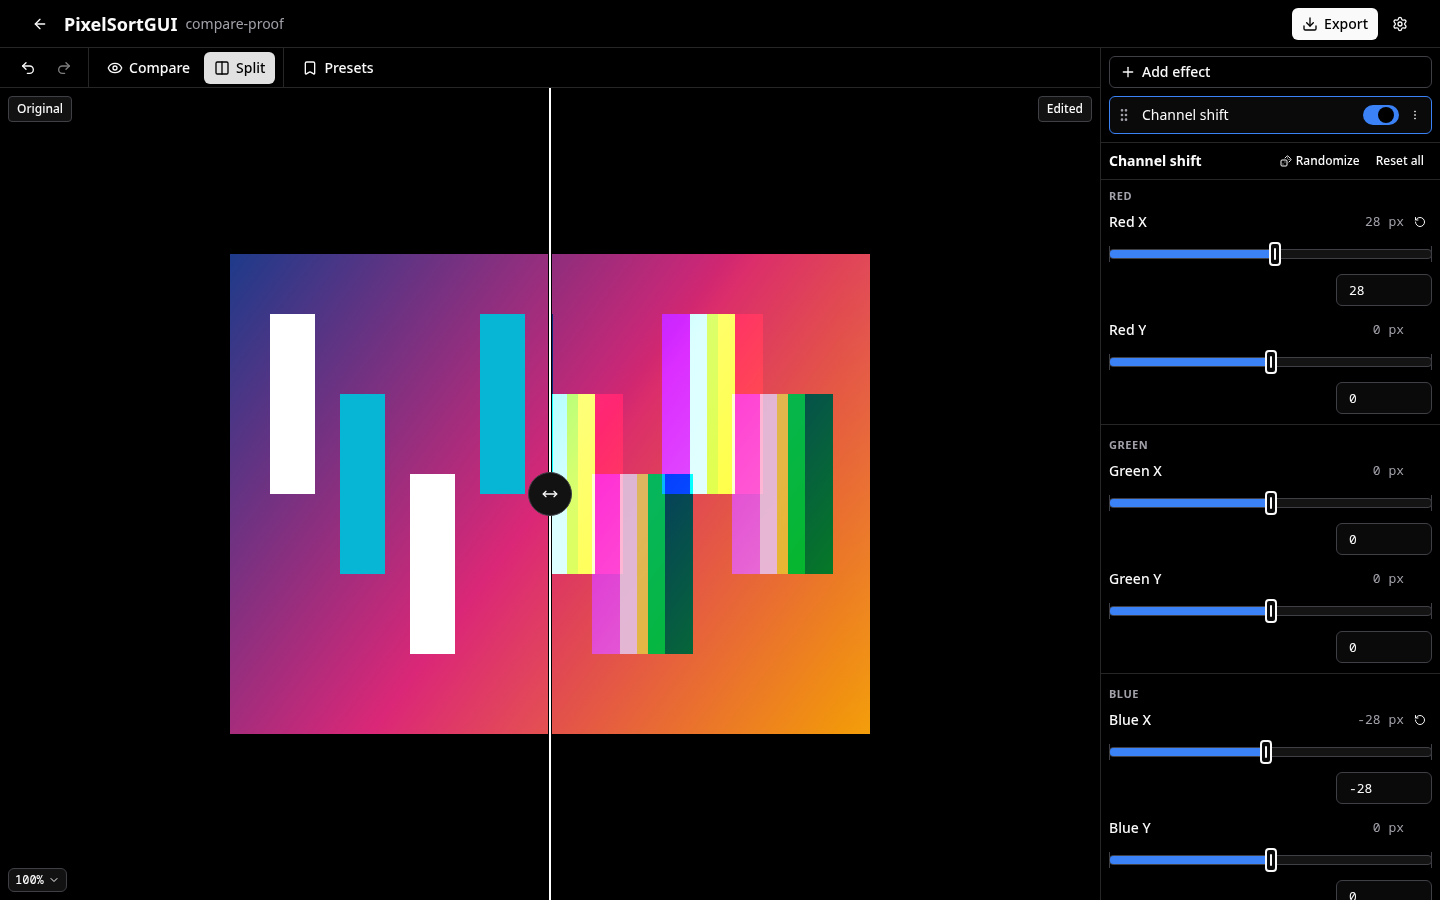 PixelSortGUI compare-proof
Export
Compare Split Presets
Original
Edited
100%
Add effect
Channel shift
Channel shift Randomize Reset all
RED
Red X 28 px
28
Red Y 0 px
0
GREEN
Green X 0 px
0
Green Y 0 px
0
BLUE
Blue X -28 px
-28
Blue Y 0 px
0